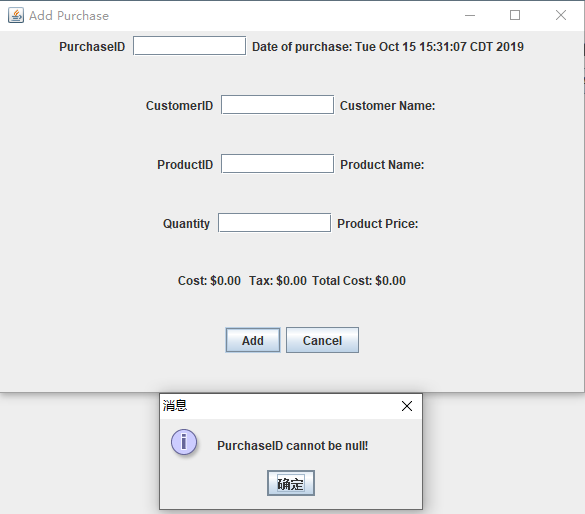 Add Purchase
PurchaseID Date of purchase: Tue Oct 15 15:31:07 CDT 2019
CustomerID Customer Name:
ProductID Product Name:
Quantity Product Price:
Cost: $0.00 Tax: $0.00 Total Cost: $0.00
Add Cancel
消息
PurchaseID cannot be null!
确定